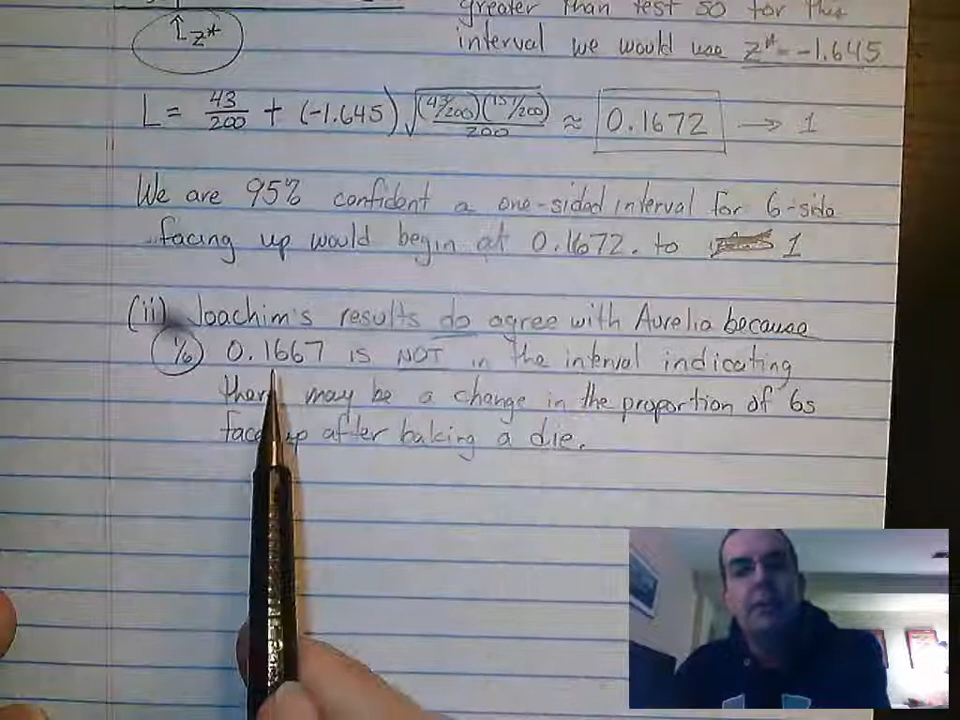 greater than test so for this
↑ z*
interval we would use z* = -1.645
L = 43/200 + (-1.645) √((43/200)(157/200)/200) ≈ 0.1672 → 1
We are 95% confident a one-sided interval for 6-side
facing up would begin at 0.1672. to 1
(ii) Joachim's results do agree with Aurelia because
1/6 0.1667 is NOT in the interval indicating
there may be a change in the proportion of 6s
face up after baking a die.